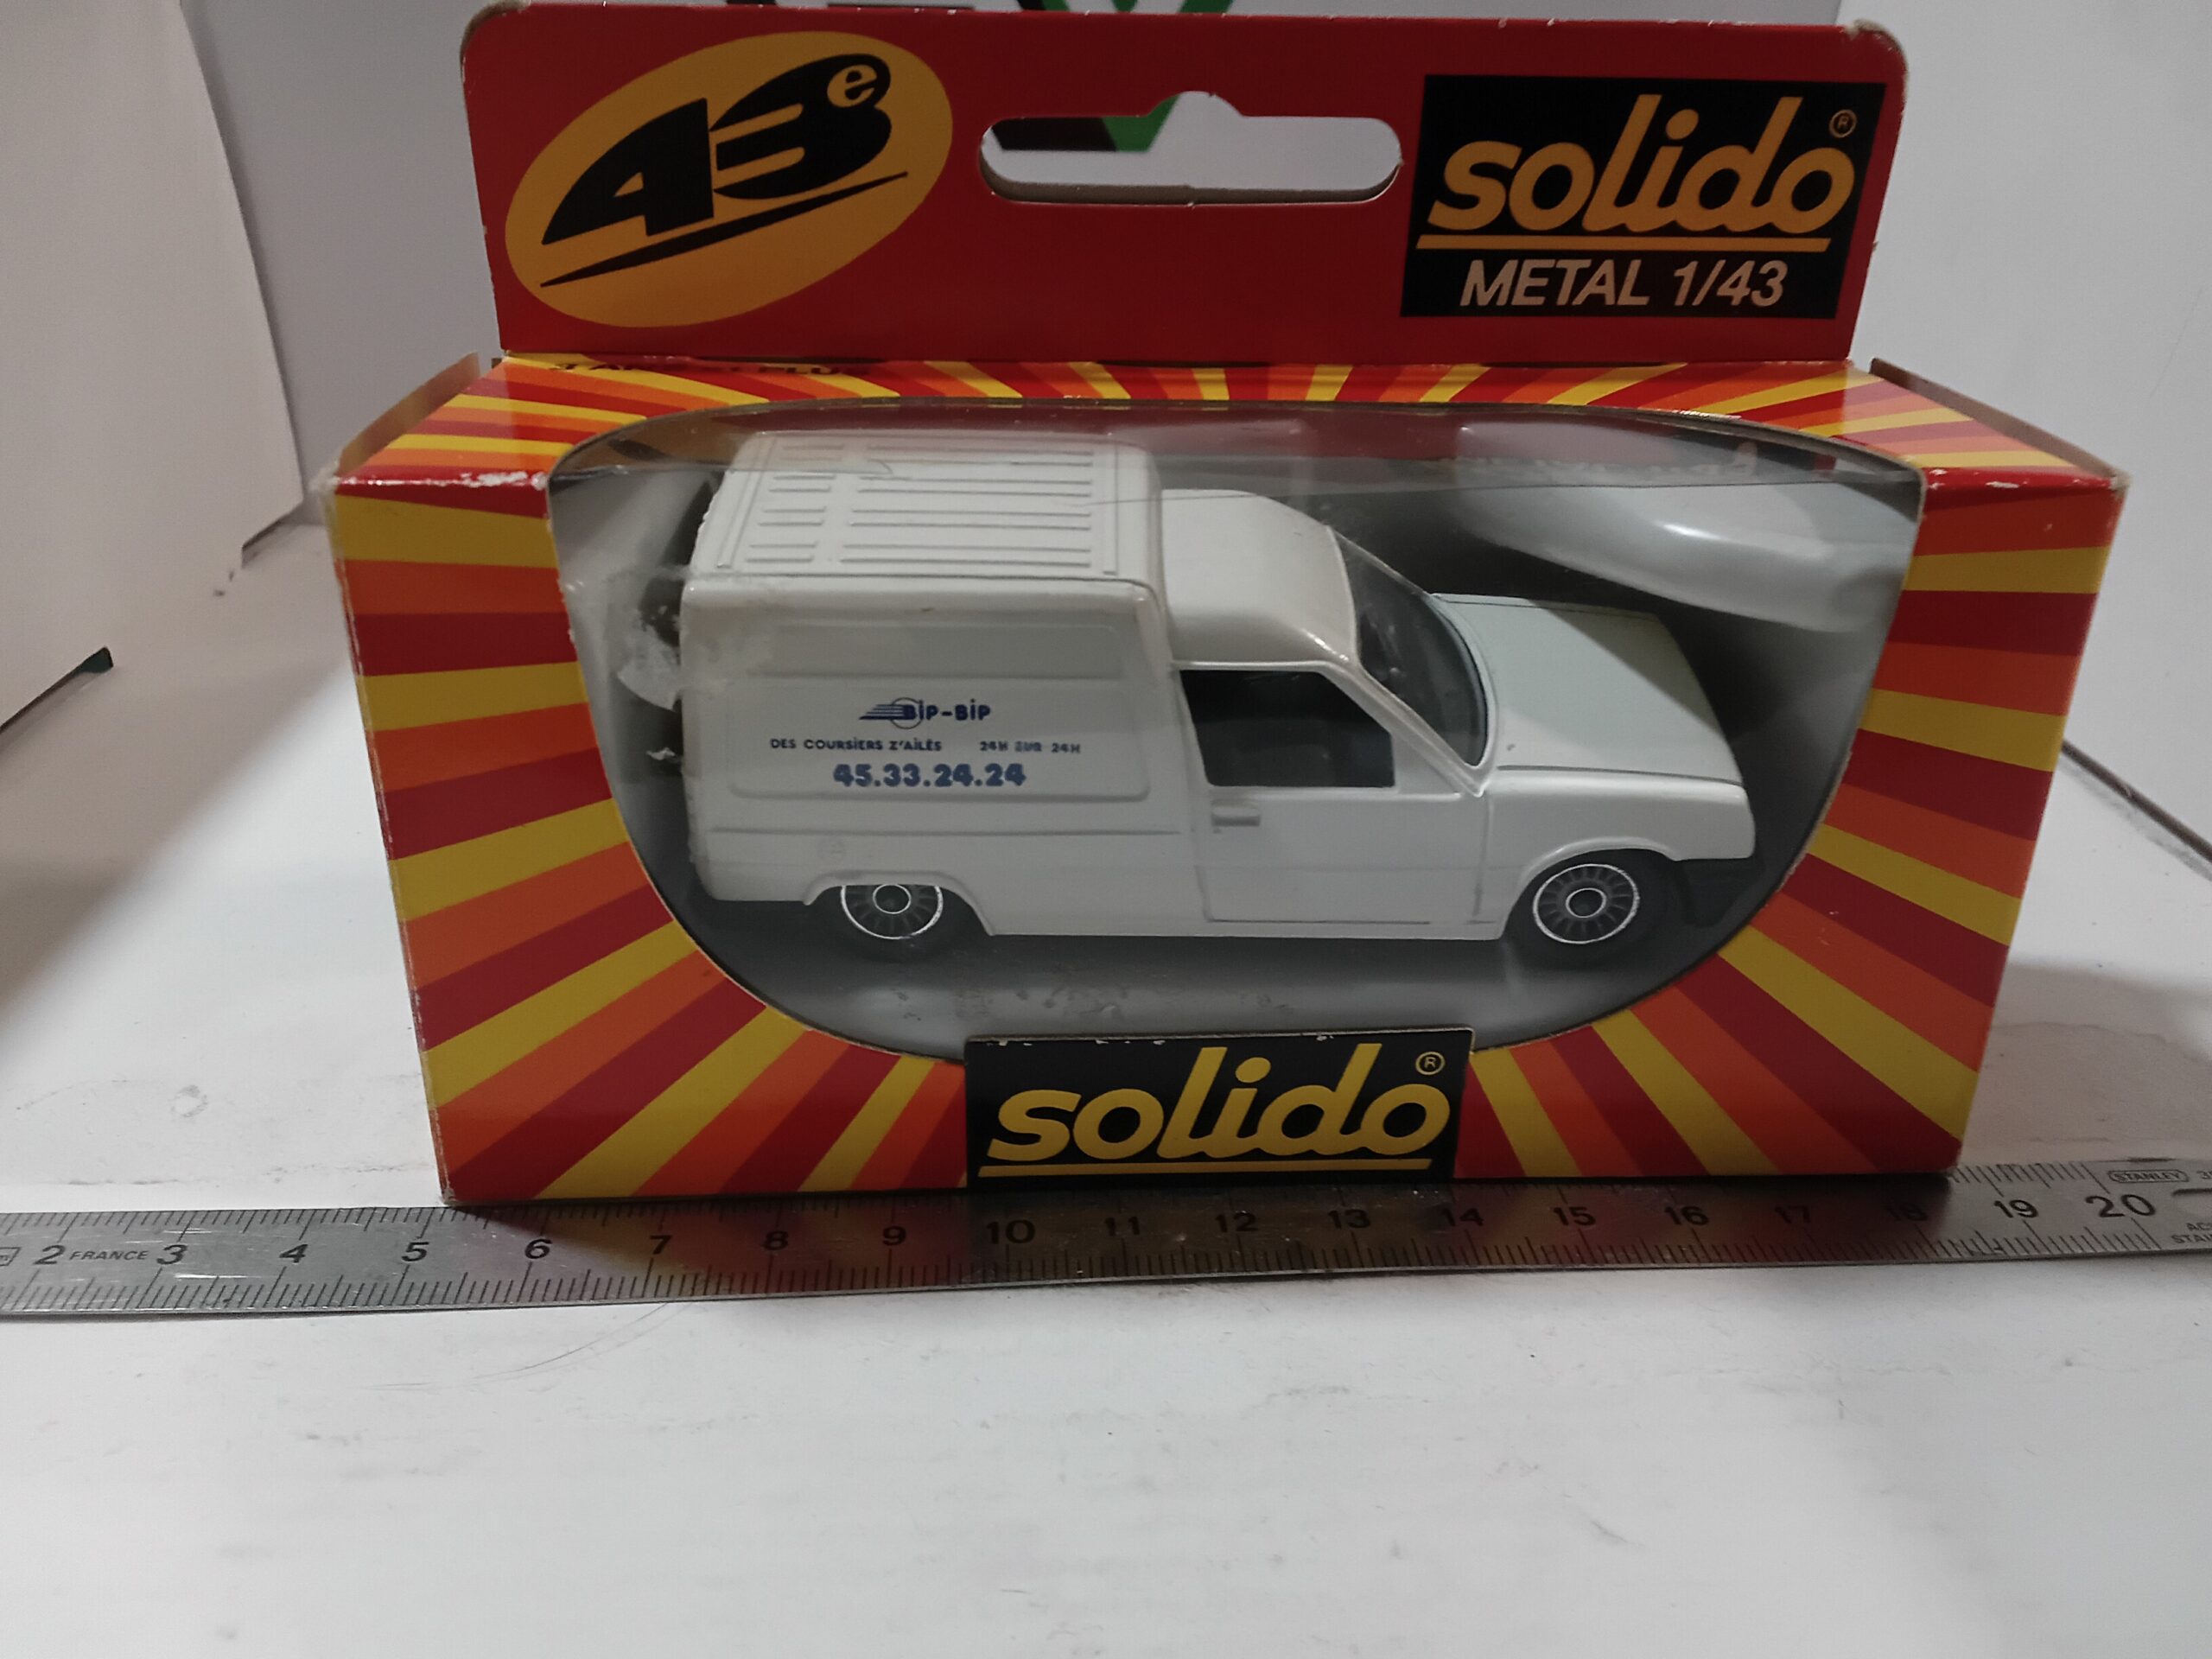 43e
solido®
METAL 1/43
BIP-BIP
DES COURSIERS Z'AILÉS 24H SUR 24H
45.33.24.24
solido®
2 FRANCE 3 4 5 6 7 8 9 10 11 12 13 14 15 16 17 18 19 20
STANLEY